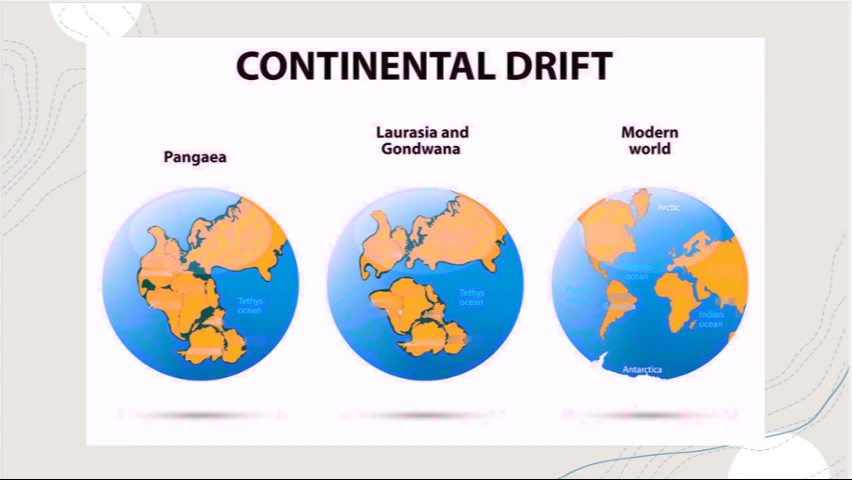 CONTINENTAL DRIFT
Pangaea
Laurasia and
Gondwana
Modern
world
Tethys
ocean
Tethys
ocean
Arctic
ocean
Indian
ocean
Antarctica